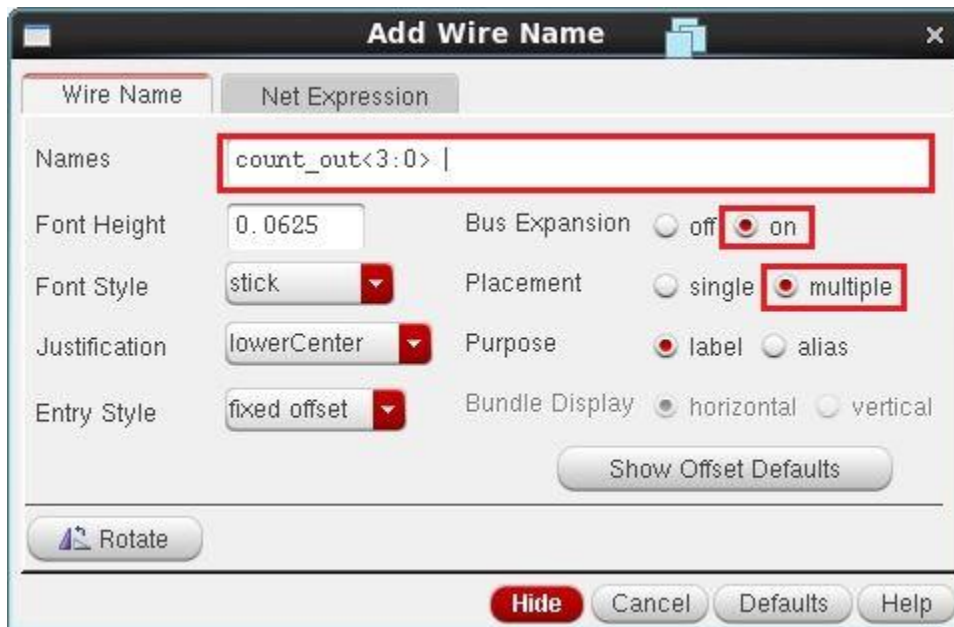 Add Wire Name
Wire Name Net Expression
Names count_out<3:0>
Font Height 0.0625 Bus Expansion off on
Font Style stick Placement single multiple
Justification lowerCenter Purpose label alias
Entry Style fixed offset Bundle Display horizontal vertical
Show Offset Defaults
Rotate
Hide Cancel Defaults Help